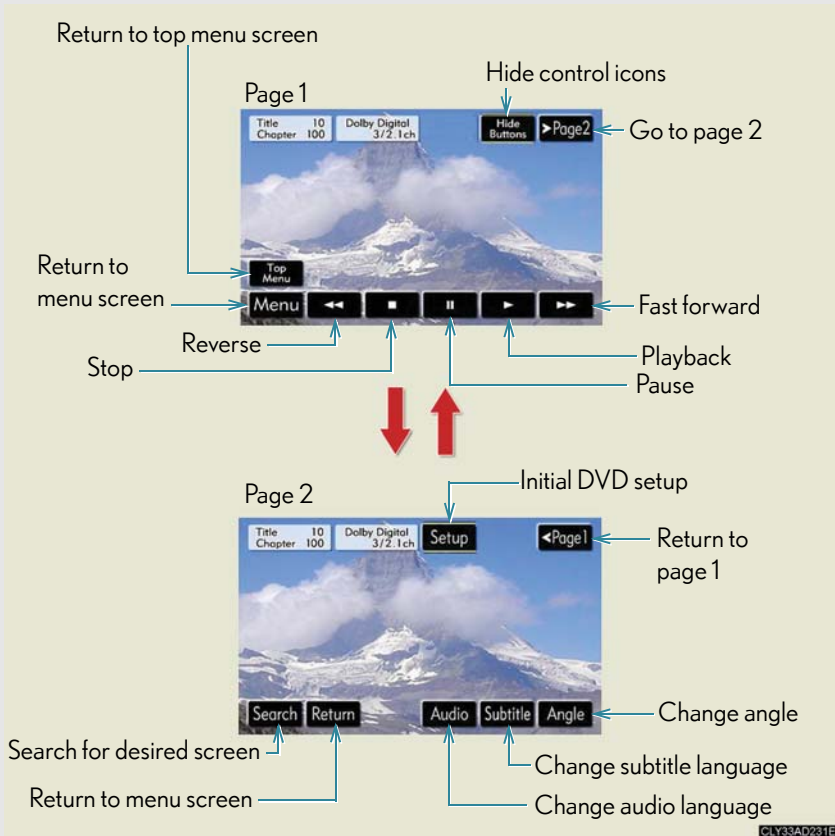 Return to top menu screen
Hide control icons
Page 1
Title 10
Chapter 100
Dolby Digital
3/2.1ch
Hide
Buttons
>Page2
Go to page 2
Return to
menu screen
Top
Menu
Menu
Fast forward
Reverse
Playback
Stop
Pause
Initial DVD setup
Page 2
Title 10
Chapter 100
Dolby Digital
3/2.1ch
Setup
<Page1
Return to
page 1
Search
Return
Audio
Subtitle
Angle
Change angle
Search for desired screen
Change subtitle language
Return to menu screen
Change audio language
CLY33AD231E